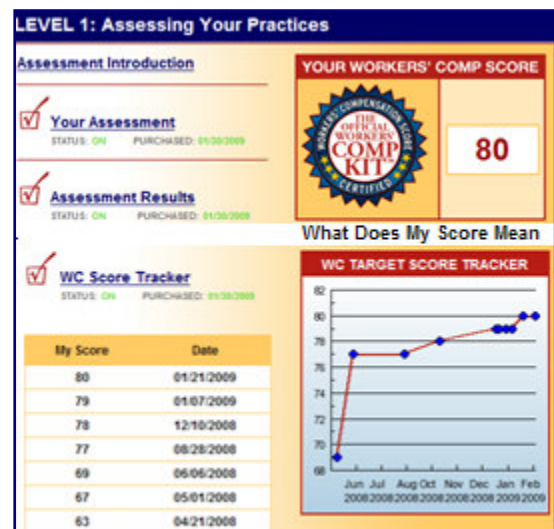 LEVEL 1: Assessing Your Practices
Assessment Introduction
Your Assessment
STATUS: ON PURCHASED: 01/30/2009
Assessment Results
STATUS: ON PURCHASED: 01/30/2009
YOUR WORKERS' COMP SCORE
WORKERS' COMPENSATION SCORE
THE
OFFICIAL
WORKERS'
COMP
KIT
CERTIFIED
80
What Does My Score Mean
WC Score Tracker
STATUS: ON PURCHASED: 01/30/2009
My Score Date
80 01/21/2009
79 01/07/2009
78 12/10/2008
77 08/28/2008
69 06/06/2008
67 05/01/2008
63 04/21/2008
WC TARGET SCORE TRACKER
82
80
78
76
74
72
70
68
Jun Jul Aug Oct Nov Dec Jan Feb
2008 2008 2008 2008 2008 2008 2009 2009